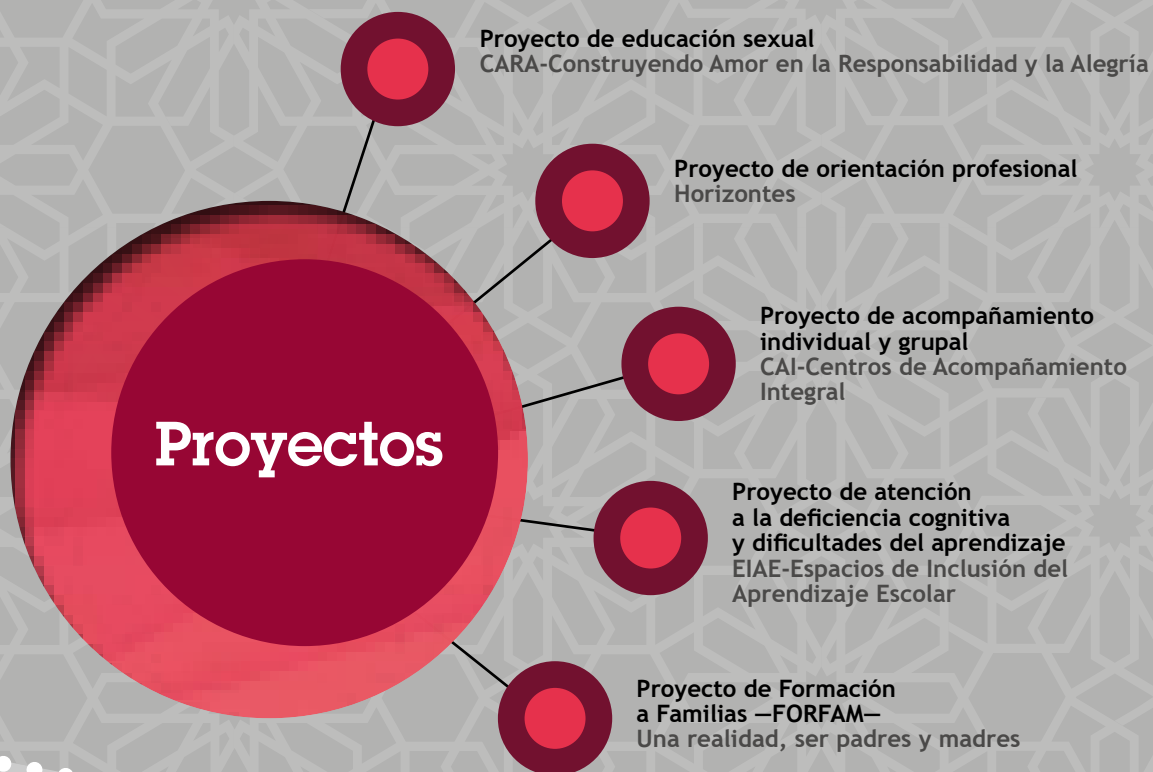 Proyecto de educación sexual
CARA-Construyendo Amor en la Responsabilidad y la Alegría
Proyecto de orientación profesional
Horizontes
Proyecto de acompañamiento
individual y grupal
CAI-Centros de Acompañamiento
Integral
Proyectos
Proyecto de atención
a la deficiencia cognitiva
y dificultades del aprendizaje
EIAE-Espacios de Inclusión del
Aprendizaje Escolar
Proyecto de Formación
a Familias —FORFAM—
Una realidad, ser padres y madres